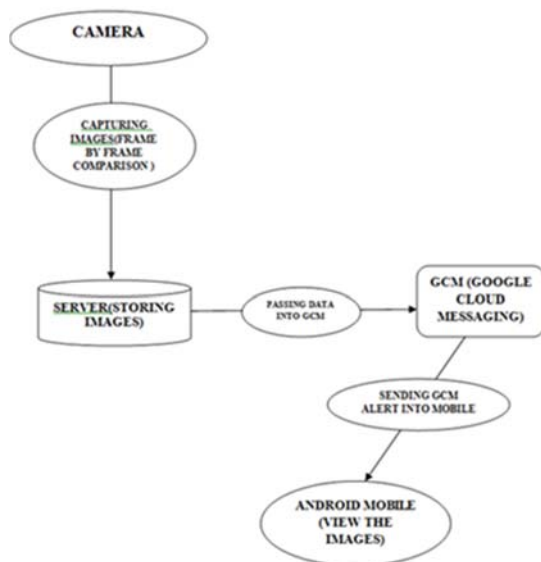 CAMERA
CAPTURING
IMAGES(FRAME
BY FRAME
COMPARISON )
SERVER(STORING
IMAGES)
PASSING DATA
INTO GCM
GCM (GOOGLE
CLOUD
MESSAGING)
SENDING GCM
ALERT INTO MOBILE
ANDROID MOBILE
(VIEW THE
IMAGES)